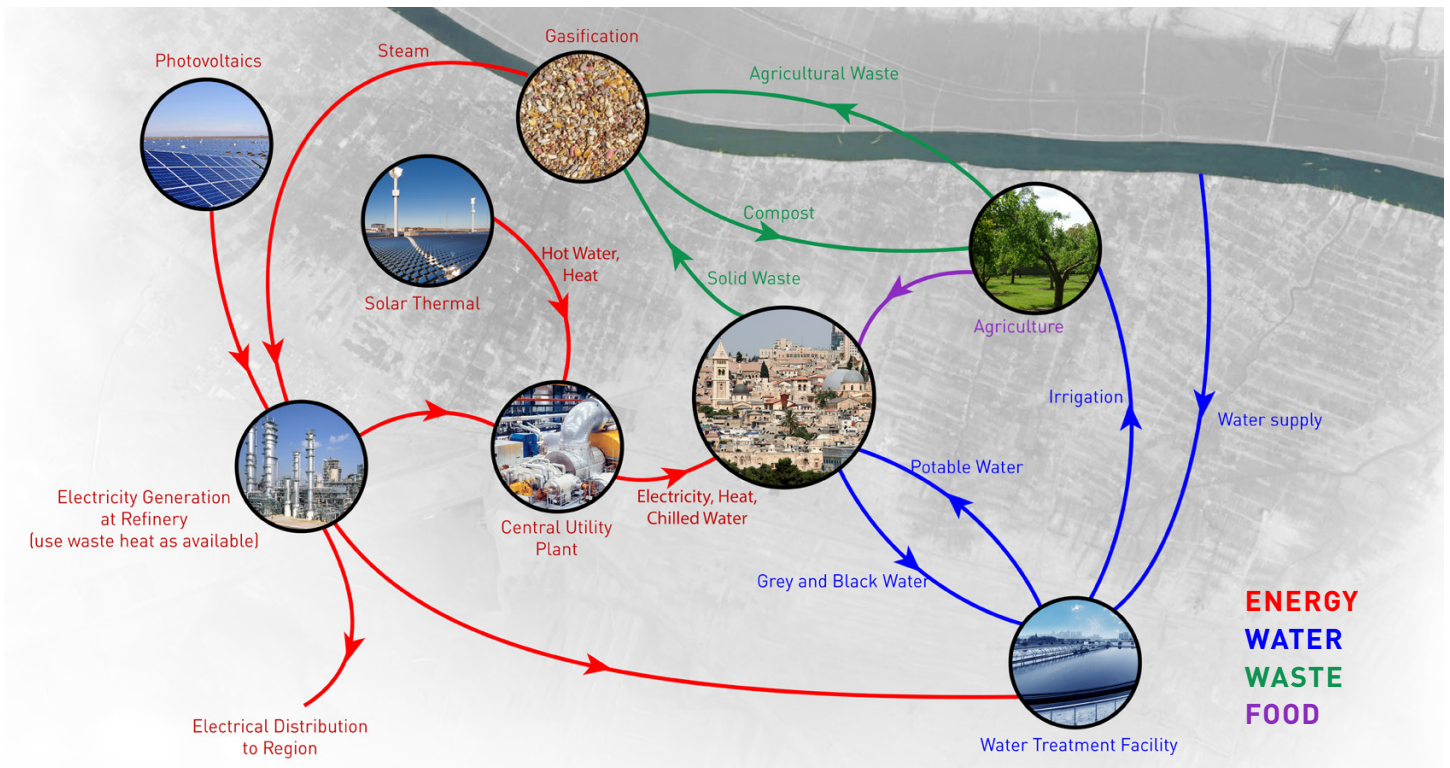 Gasification
Steam
Photovoltaics
Agricultural Waste
Compost
Hot Water,
Heat
Solid Waste
Solar Thermal
Agriculture
Irrigation
Water supply
Potable Water
Electricity Generation
at Refinery
(use waste heat as available)
Central Utility
Plant
Electricity, Heat,
Chilled Water
Grey and Black Water
ENERGY
WATER
WASTE
FOOD
Electrical Distribution
to Region
Water Treatment Facility